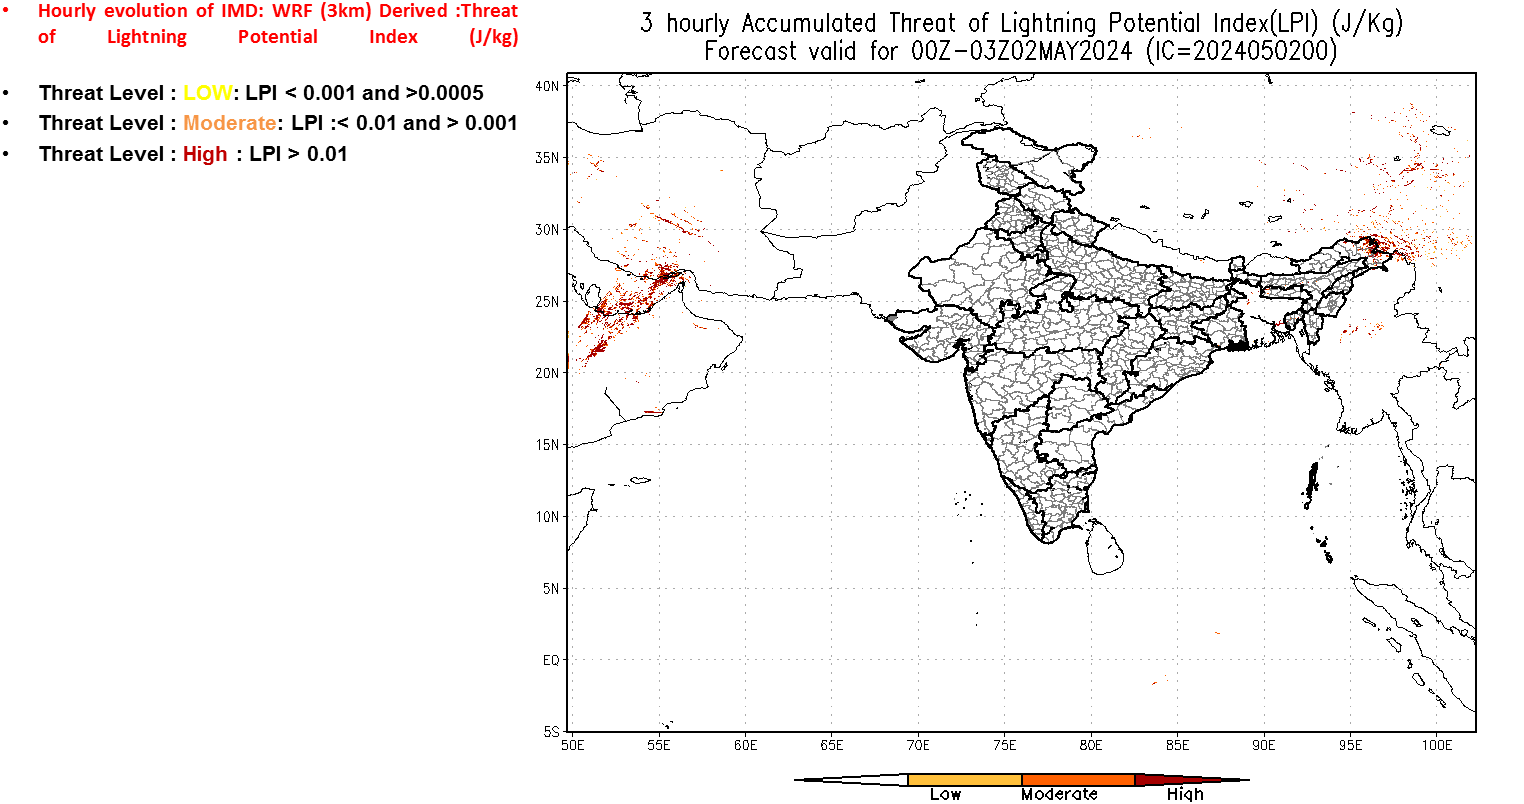 • Hourly evolution of IMD: WRF (3km) Derived :Threat
of Lightning Potential Index (J/kg)
• Threat Level : LOW: LPI < 0.001 and >0.0005
• Threat Level : Moderate: LPI :< 0.01 and > 0.001
• Threat Level : High : LPI > 0.01
3 hourly Accumulated Threat of Lightning Potential Index(LPI) (J/Kg)
Forecast valid for 00Z-03Z02MAY2024 (IC=2024050200)
40N
35N
30N
25N
20N
15N
10N
5N
EQ
5S
50E 55E 60E 65E 70E 75E 80E 85E 90E 95E 100E
Low Moderate High